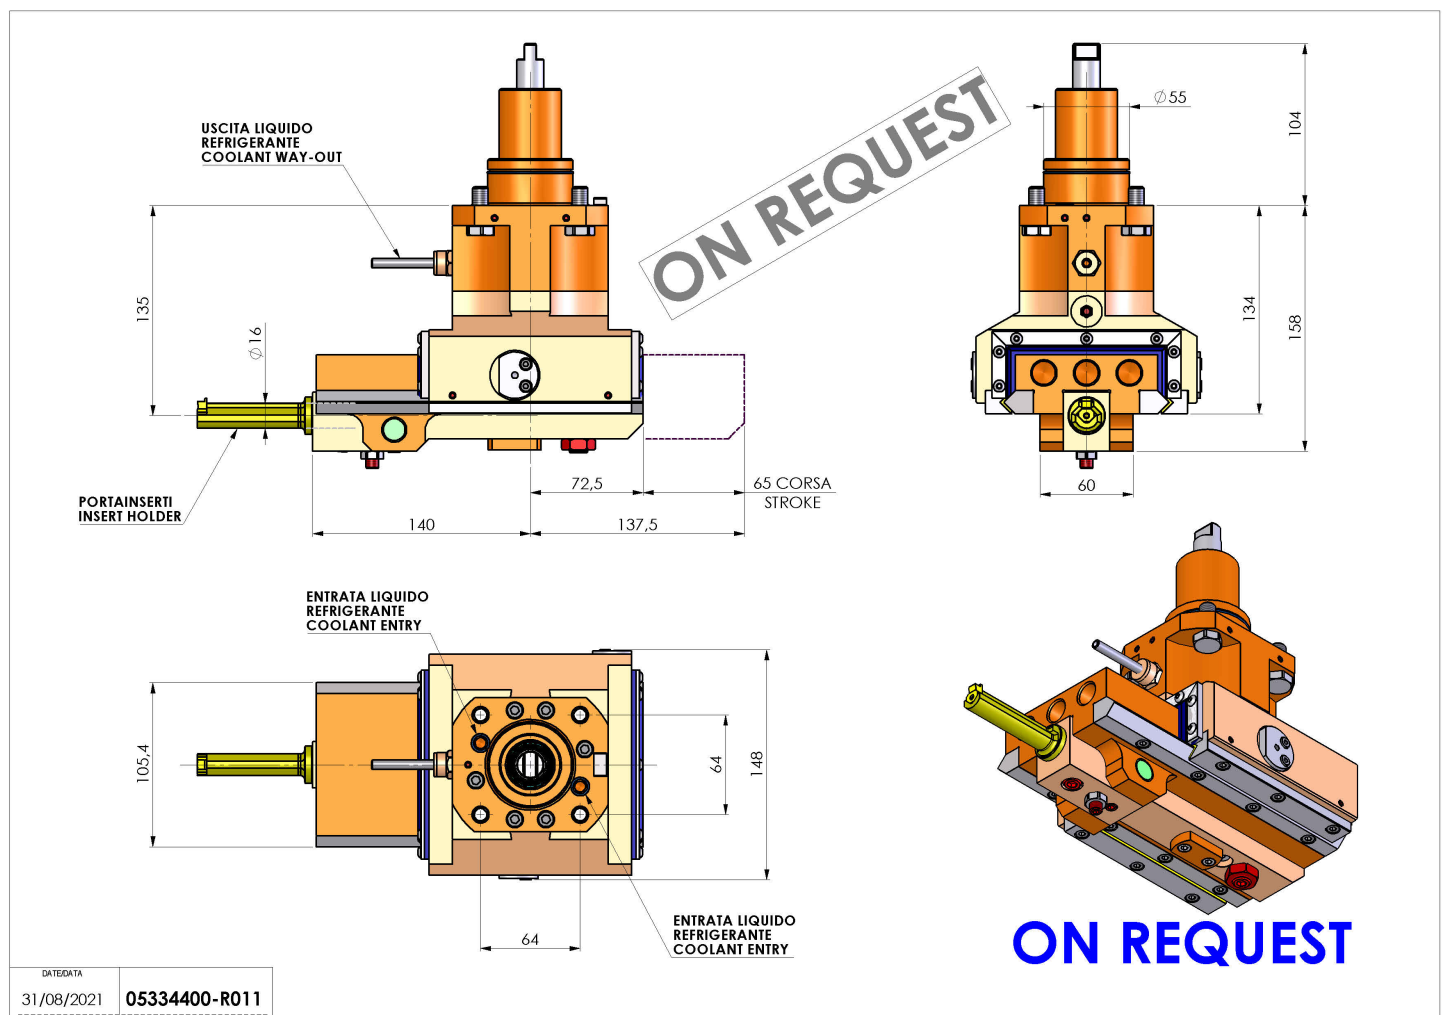 USCITA LIQUIDO
REFRIGERANTE
COOLANT WAY-OUT
ON REQUEST
Ø55
104
135
Ø16
134
158
PORTAINSERTI
INSERT HOLDER
72,5
65 CORSA
STROKE
140
137,5
60
ENTRATA LIQUIDO
REFRIGERANTE
COOLANT ENTRY
105,4
64
148
64
ENTRATA LIQUIDO
REFRIGERANTE
COOLANT ENTRY
ON REQUEST
DATE/DATA
31/08/2021
05334400-R011